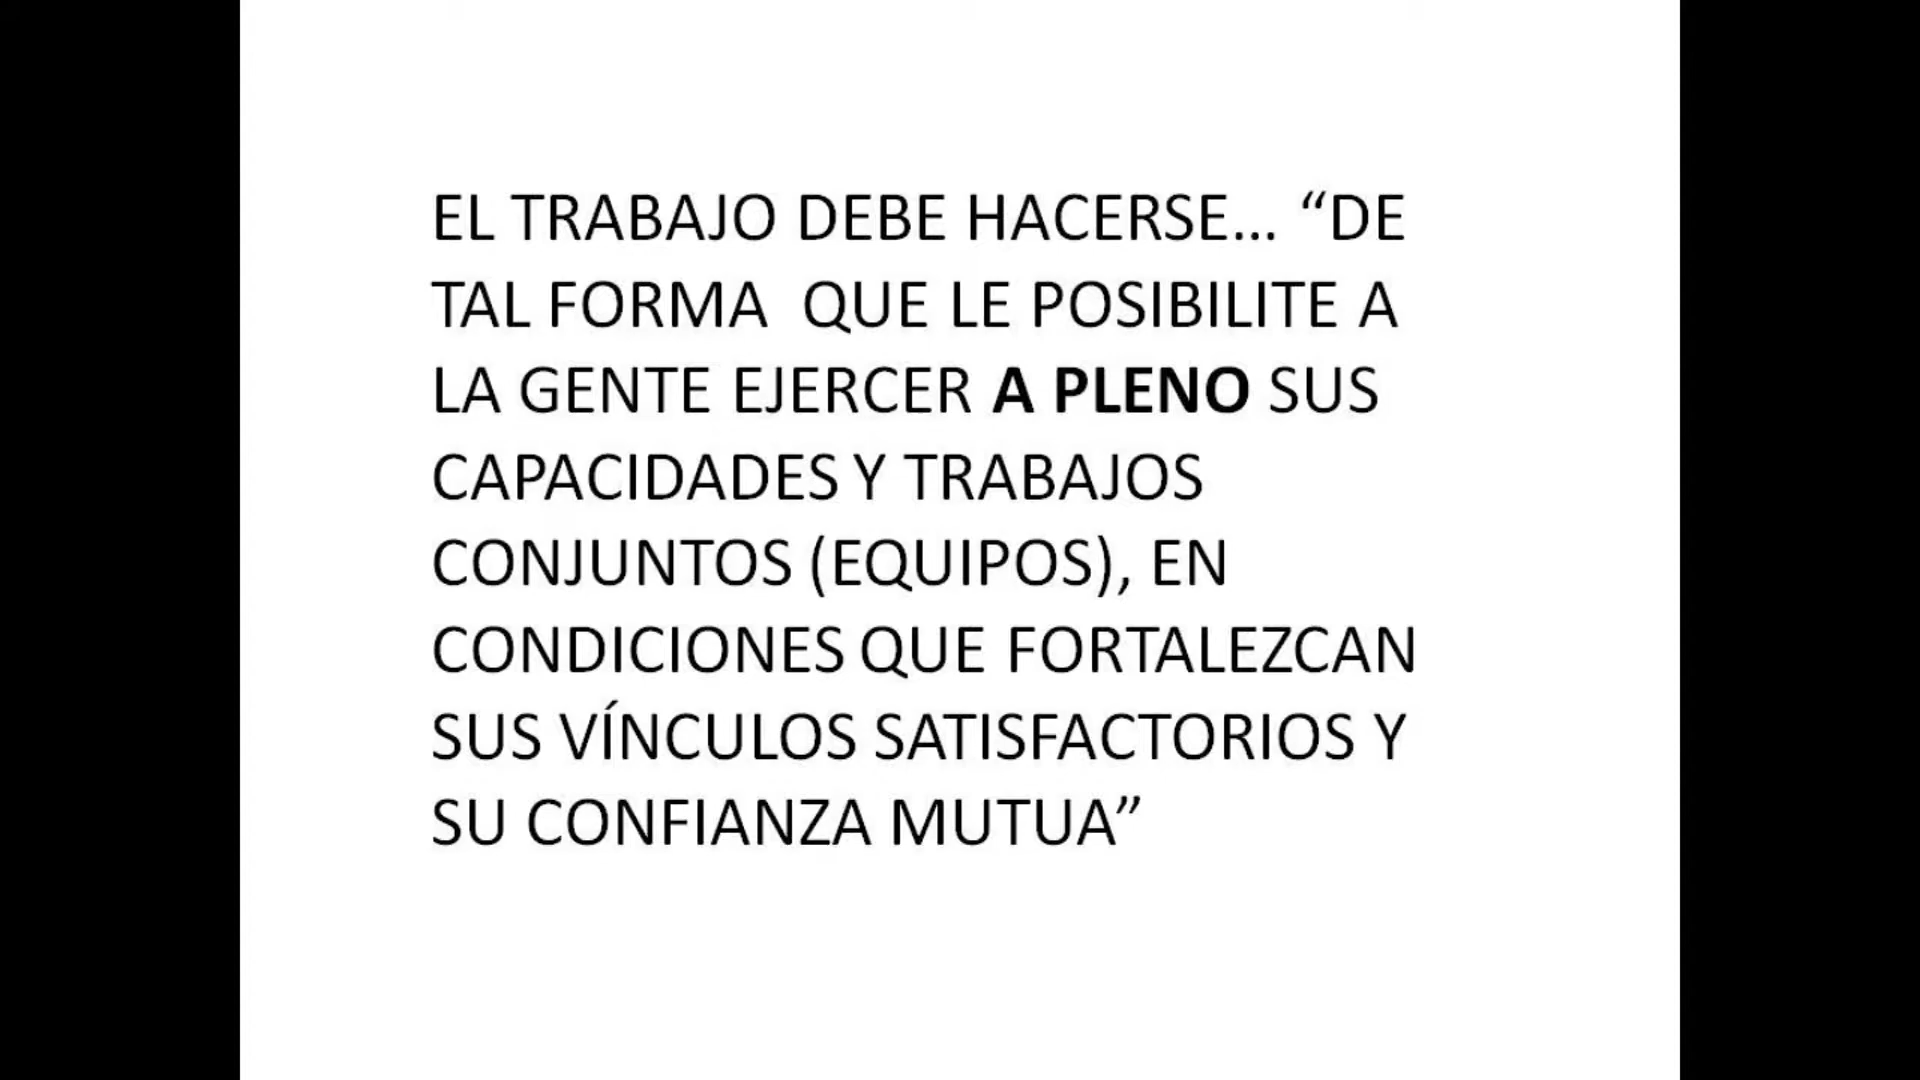 EL TRABAJO DEBE HACERSE... “DE
TAL FORMA  QUE LE POSIBILITE A
LA GENTE EJERCER A PLENO SUS
CAPACIDADES Y TRABAJOS
CONJUNTOS (EQUIPOS), EN
CONDICIONES QUE FORTALEZCAN
SUS VÍNCULOS SATISFACTORIOS Y
SU CONFIANZA MUTUA”